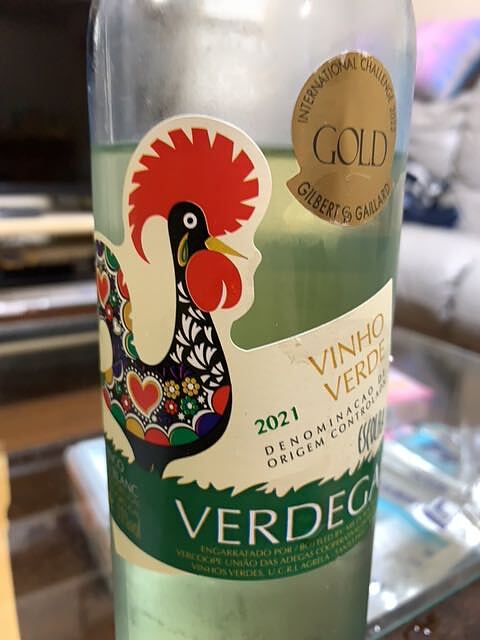 INTERNATIONAL CHALLENGE 2022
GOLD
GILBERT & GAILLARD
VINHO
VERDE
2021
DENOMINAÇÃO DE
ORIGEM CONTROLADA
VERDEGA
ENGARRAFADO POR / BOTTLED BY
VERCOOPE UNIÃO DAS ADEGAS COOPERATIVAS
VINHOS VERDES, U.C.R.L AGRELA